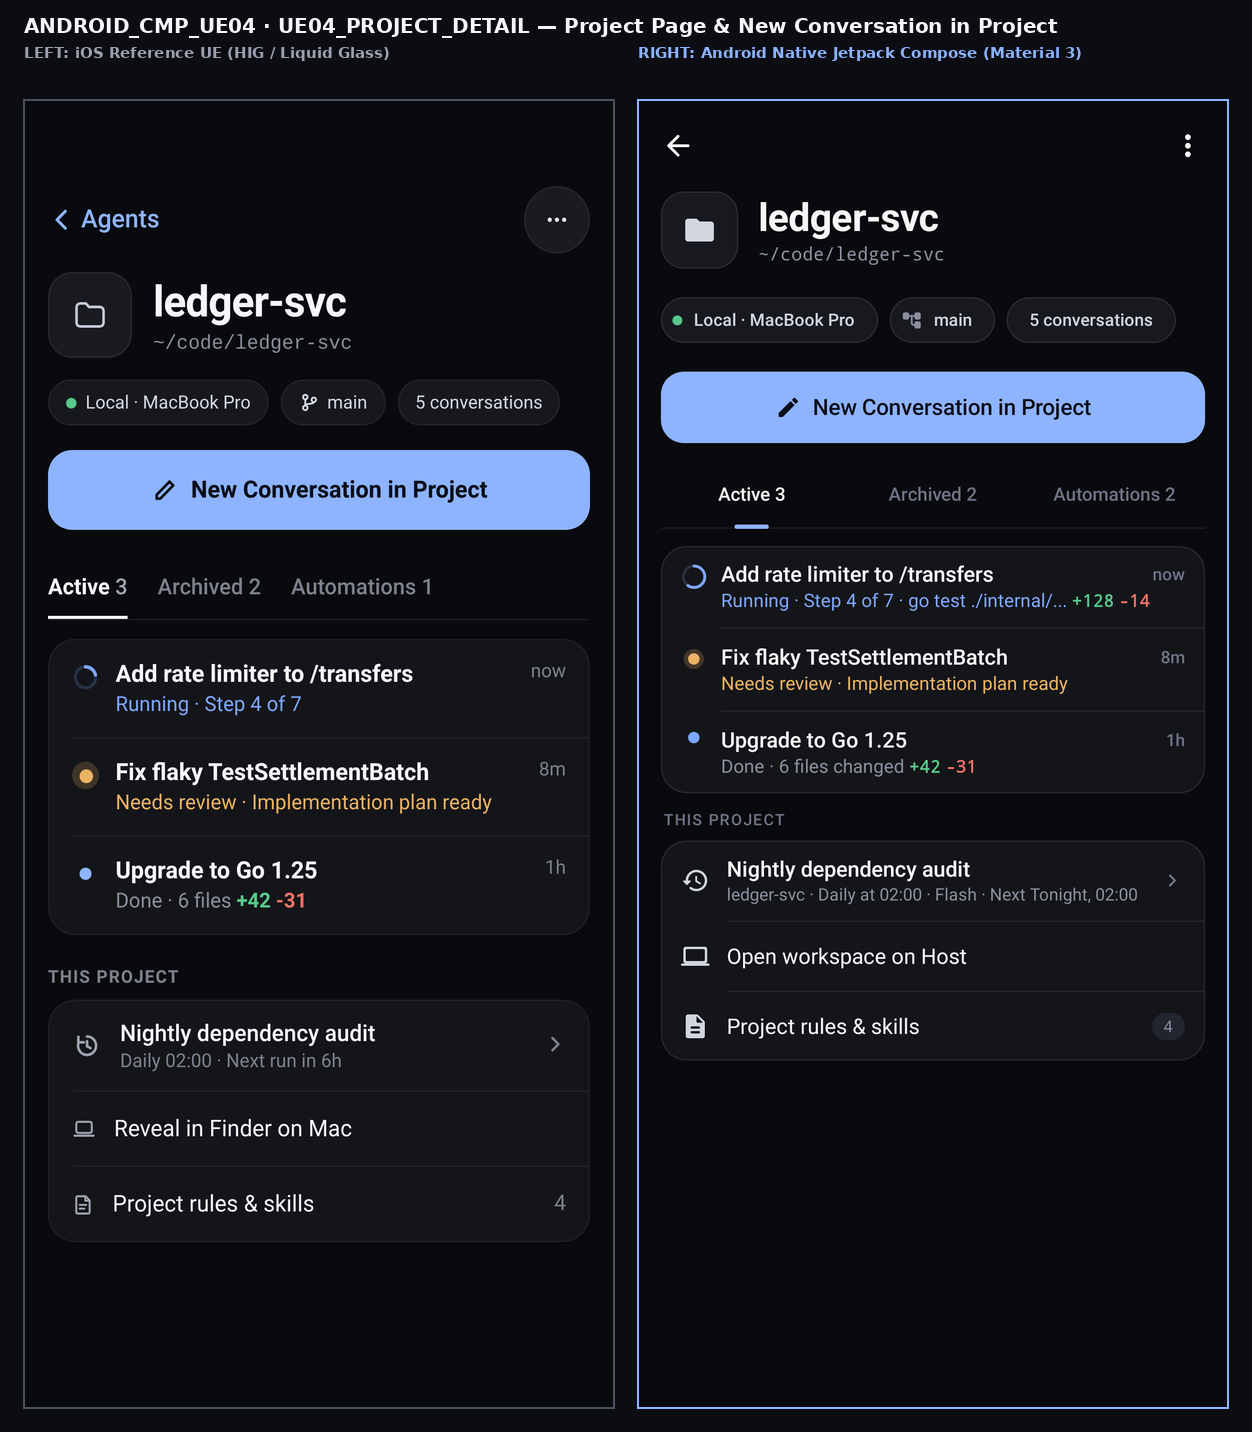 ANDROID_CMP_UE04 · UE04_PROJECT_DETAIL — Project Page & New Conversation in Project
LEFT: iOS Reference UE (HIG / Liquid Glass)
Agents
ledger-svc
~/code/ledger-svc
Local · MacBook Pro
main
5 conversations
New Conversation in Project
Active 3
Archived 2
Automations 1
Add rate limiter to /transfers
now
Running · Step 4 of 7
Fix flaky TestSettlementBatch
8m
Needs review · Implementation plan ready
Upgrade to Go 1.25
1h
Done · 6 files +42 -31
THIS PROJECT
Nightly dependency audit
Daily 02:00 · Next run in 6h
Reveal in Finder on Mac
Project rules & skills
4
RIGHT: Android Native Jetpack Compose (Material 3)
ledger-svc
~/code/ledger-svc
Local · MacBook Pro
main
5 conversations
New Conversation in Project
Active 3
Archived 2
Automations 2
Add rate limiter to /transfers
now
Running · Step 4 of 7 · go test ./internal/... +128 -14
Fix flaky TestSettlementBatch
8m
Needs review · Implementation plan ready
Upgrade to Go 1.25
1h
Done · 6 files changed +42 -31
THIS PROJECT
Nightly dependency audit
ledger-svc · Daily at 02:00 · Flash · Next Tonight, 02:00
Open workspace on Host
Project rules & skills
4